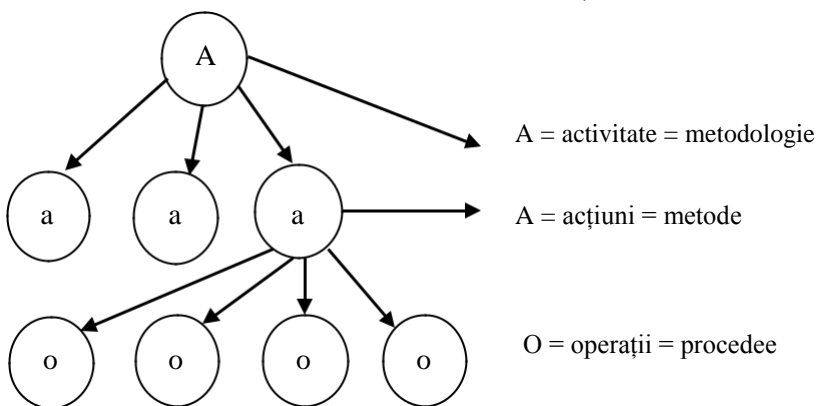 A
A = activitate = metodologie
a a a
A = acțiuni = metode
o o o o
O = operații = procedee